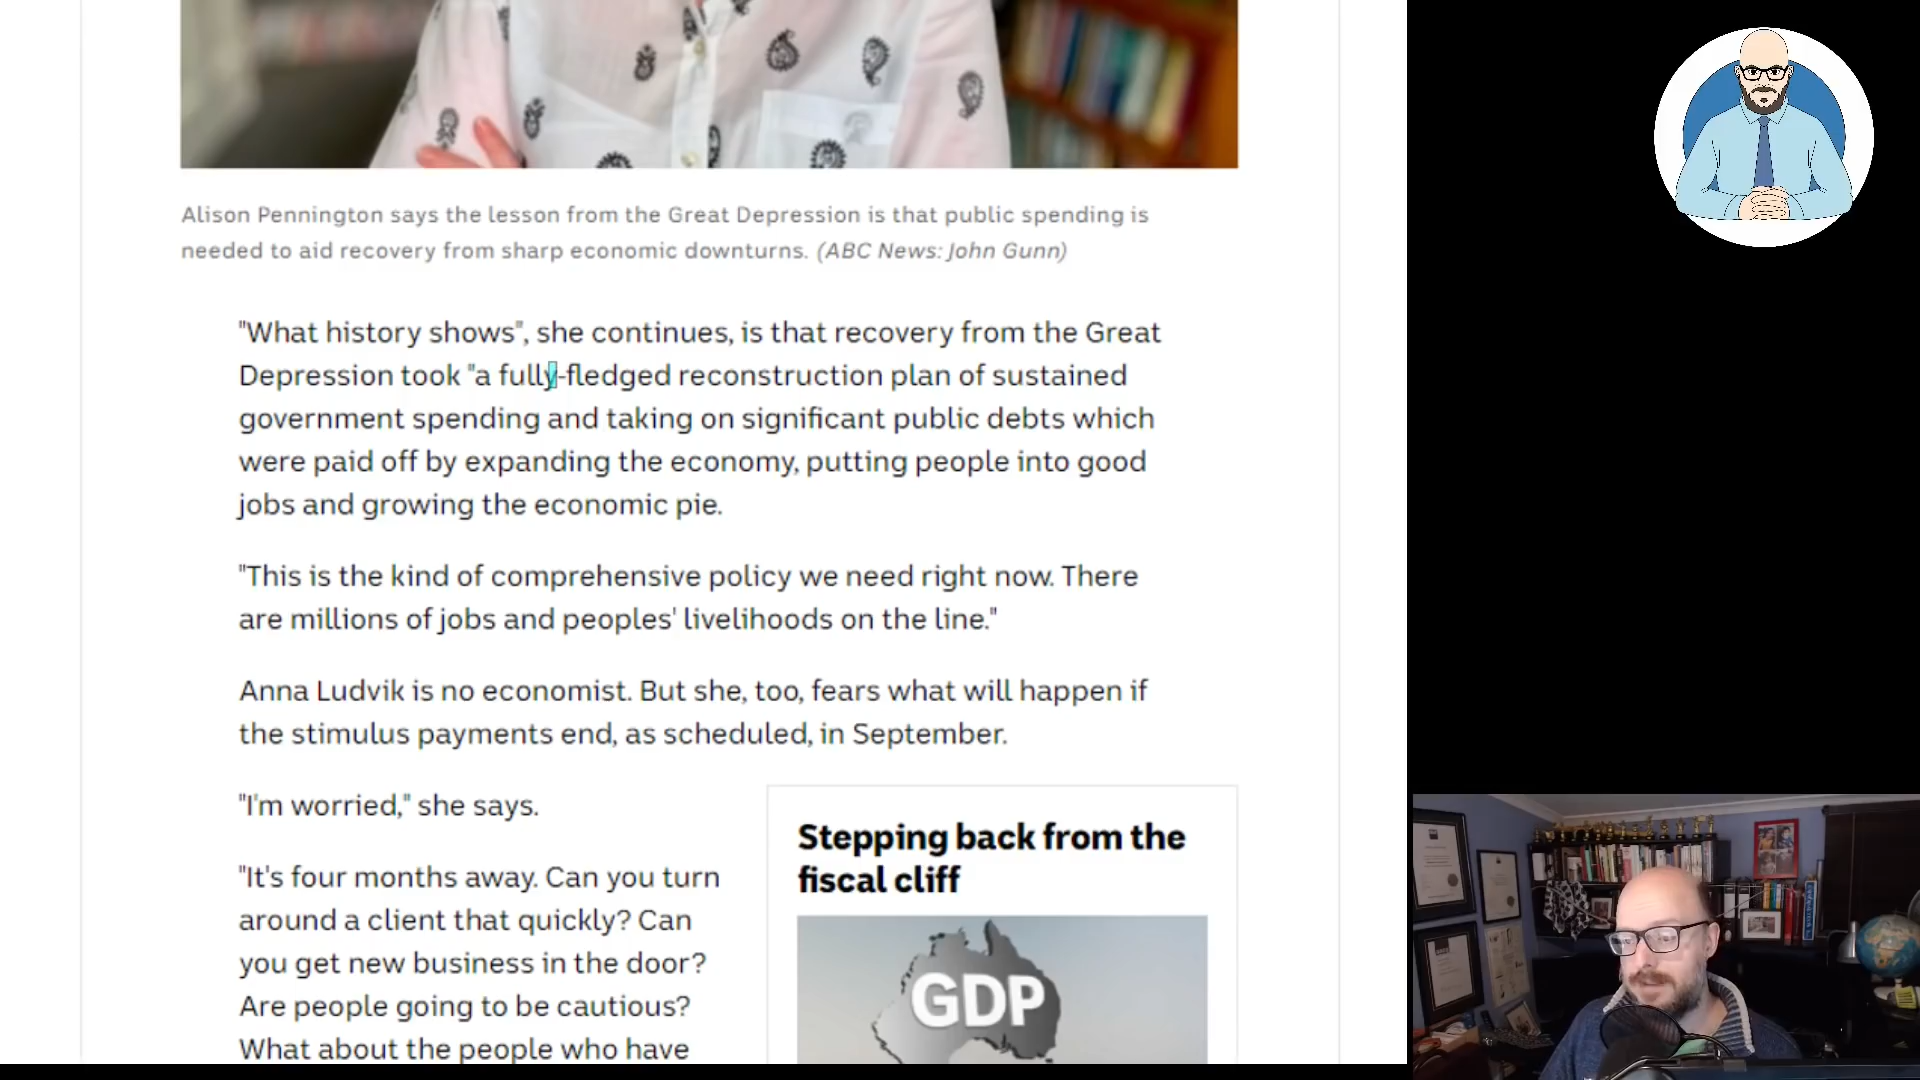 Alison Pennington says the lesson from the Great Depression is that public spending is
needed to aid recovery from sharp economic downturns. (ABC News: John Gunn)
"What history shows", she continues, is that recovery from the Great
Depression took "a fully-fledged reconstruction plan of sustained
government spending and taking on significant public debts which
were paid off by expanding the economy, putting people into good
jobs and growing the economic pie.
"This is the kind of comprehensive policy we need right now. There
are millions of jobs and peoples' livelihoods on the line."
Anna Ludvik is no economist. But she, too, fears what will happen if
the stimulus payments end, as scheduled, in September.
"I'm worried," she says.
"It's four months away. Can you turn
around a client that quickly? Can
you get new business in the door?
Are people going to be cautious?
What about the people who have
Stepping back from the
fiscal cliff
GDP